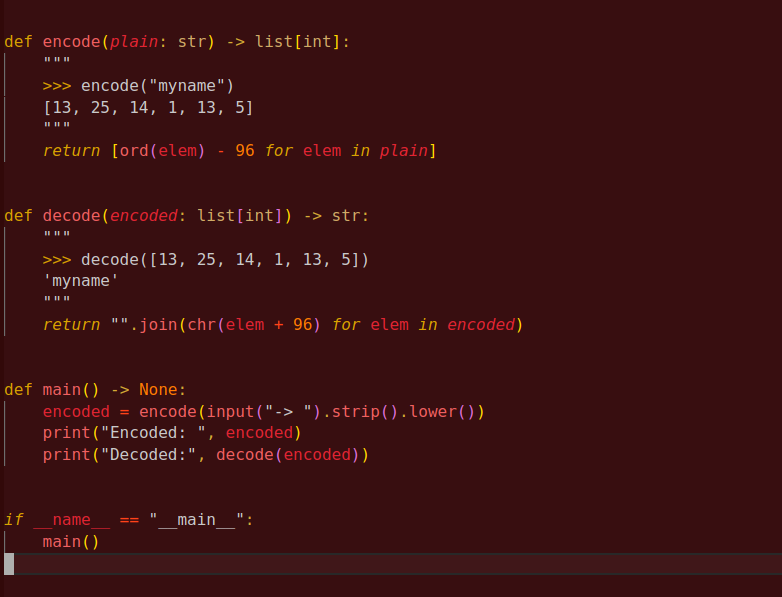 def encode(plain: str) -> list[int]:
    """
    >>> encode("myname")
    [13, 25, 14, 1, 13, 5]
    """
    return [ord(elem) - 96 for elem in plain]
def decode(encoded: list[int]) -> str:
    """
    >>> decode([13, 25, 14, 1, 13, 5])
    'myname'
    """
    return "".join(chr(elem + 96) for elem in encoded)
def main() -> None:
    encoded = encode(input("-> ").strip().lower())
    print("Encoded: ", encoded)
    print("Decoded:", decode(encoded))
if __name__ == "__main__":
    main()